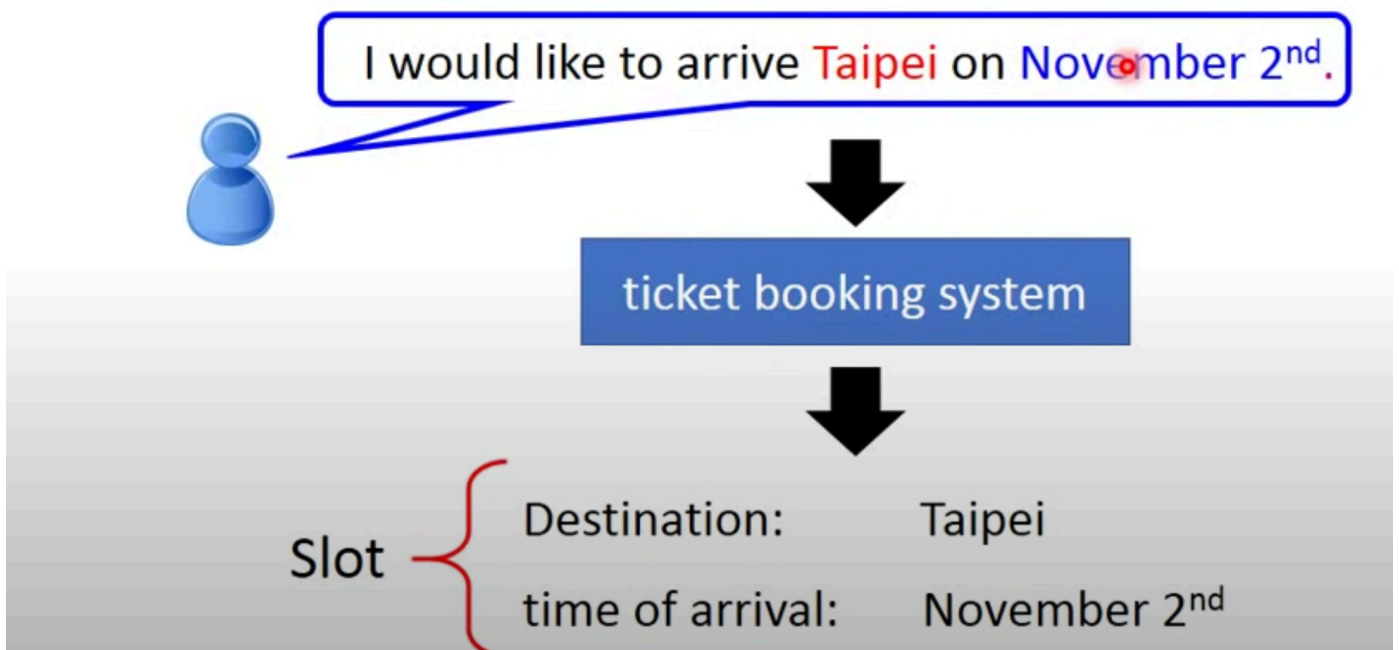 I would like to arrive Taipei on November 2nd.
ticket booking system
Slot
Destination: Taipei
time of arrival: November 2nd